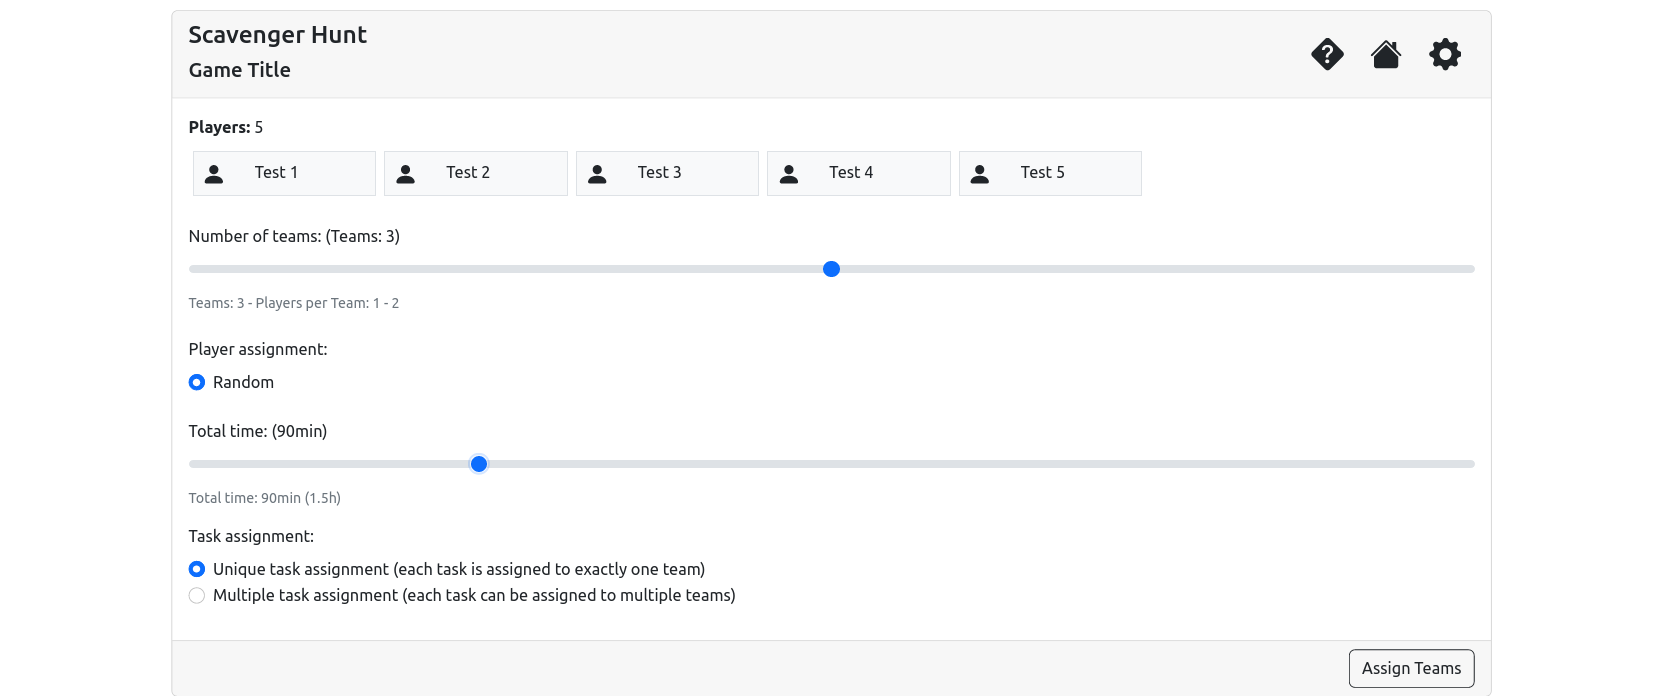 Scavenger Hunt
Game Title
?
Players: 5
Test 1 Test 2 Test 3 Test 4 Test 5
Number of teams: (Teams: 3)
Teams: 3 - Players per Team: 1 - 2
Player assignment:
Random
Total time: (90min)
Total time: 90min (1.5h)
Task assignment:
Unique task assignment (each task is assigned to exactly one team)
Multiple task assignment (each task can be assigned to multiple teams)
Assign Teams